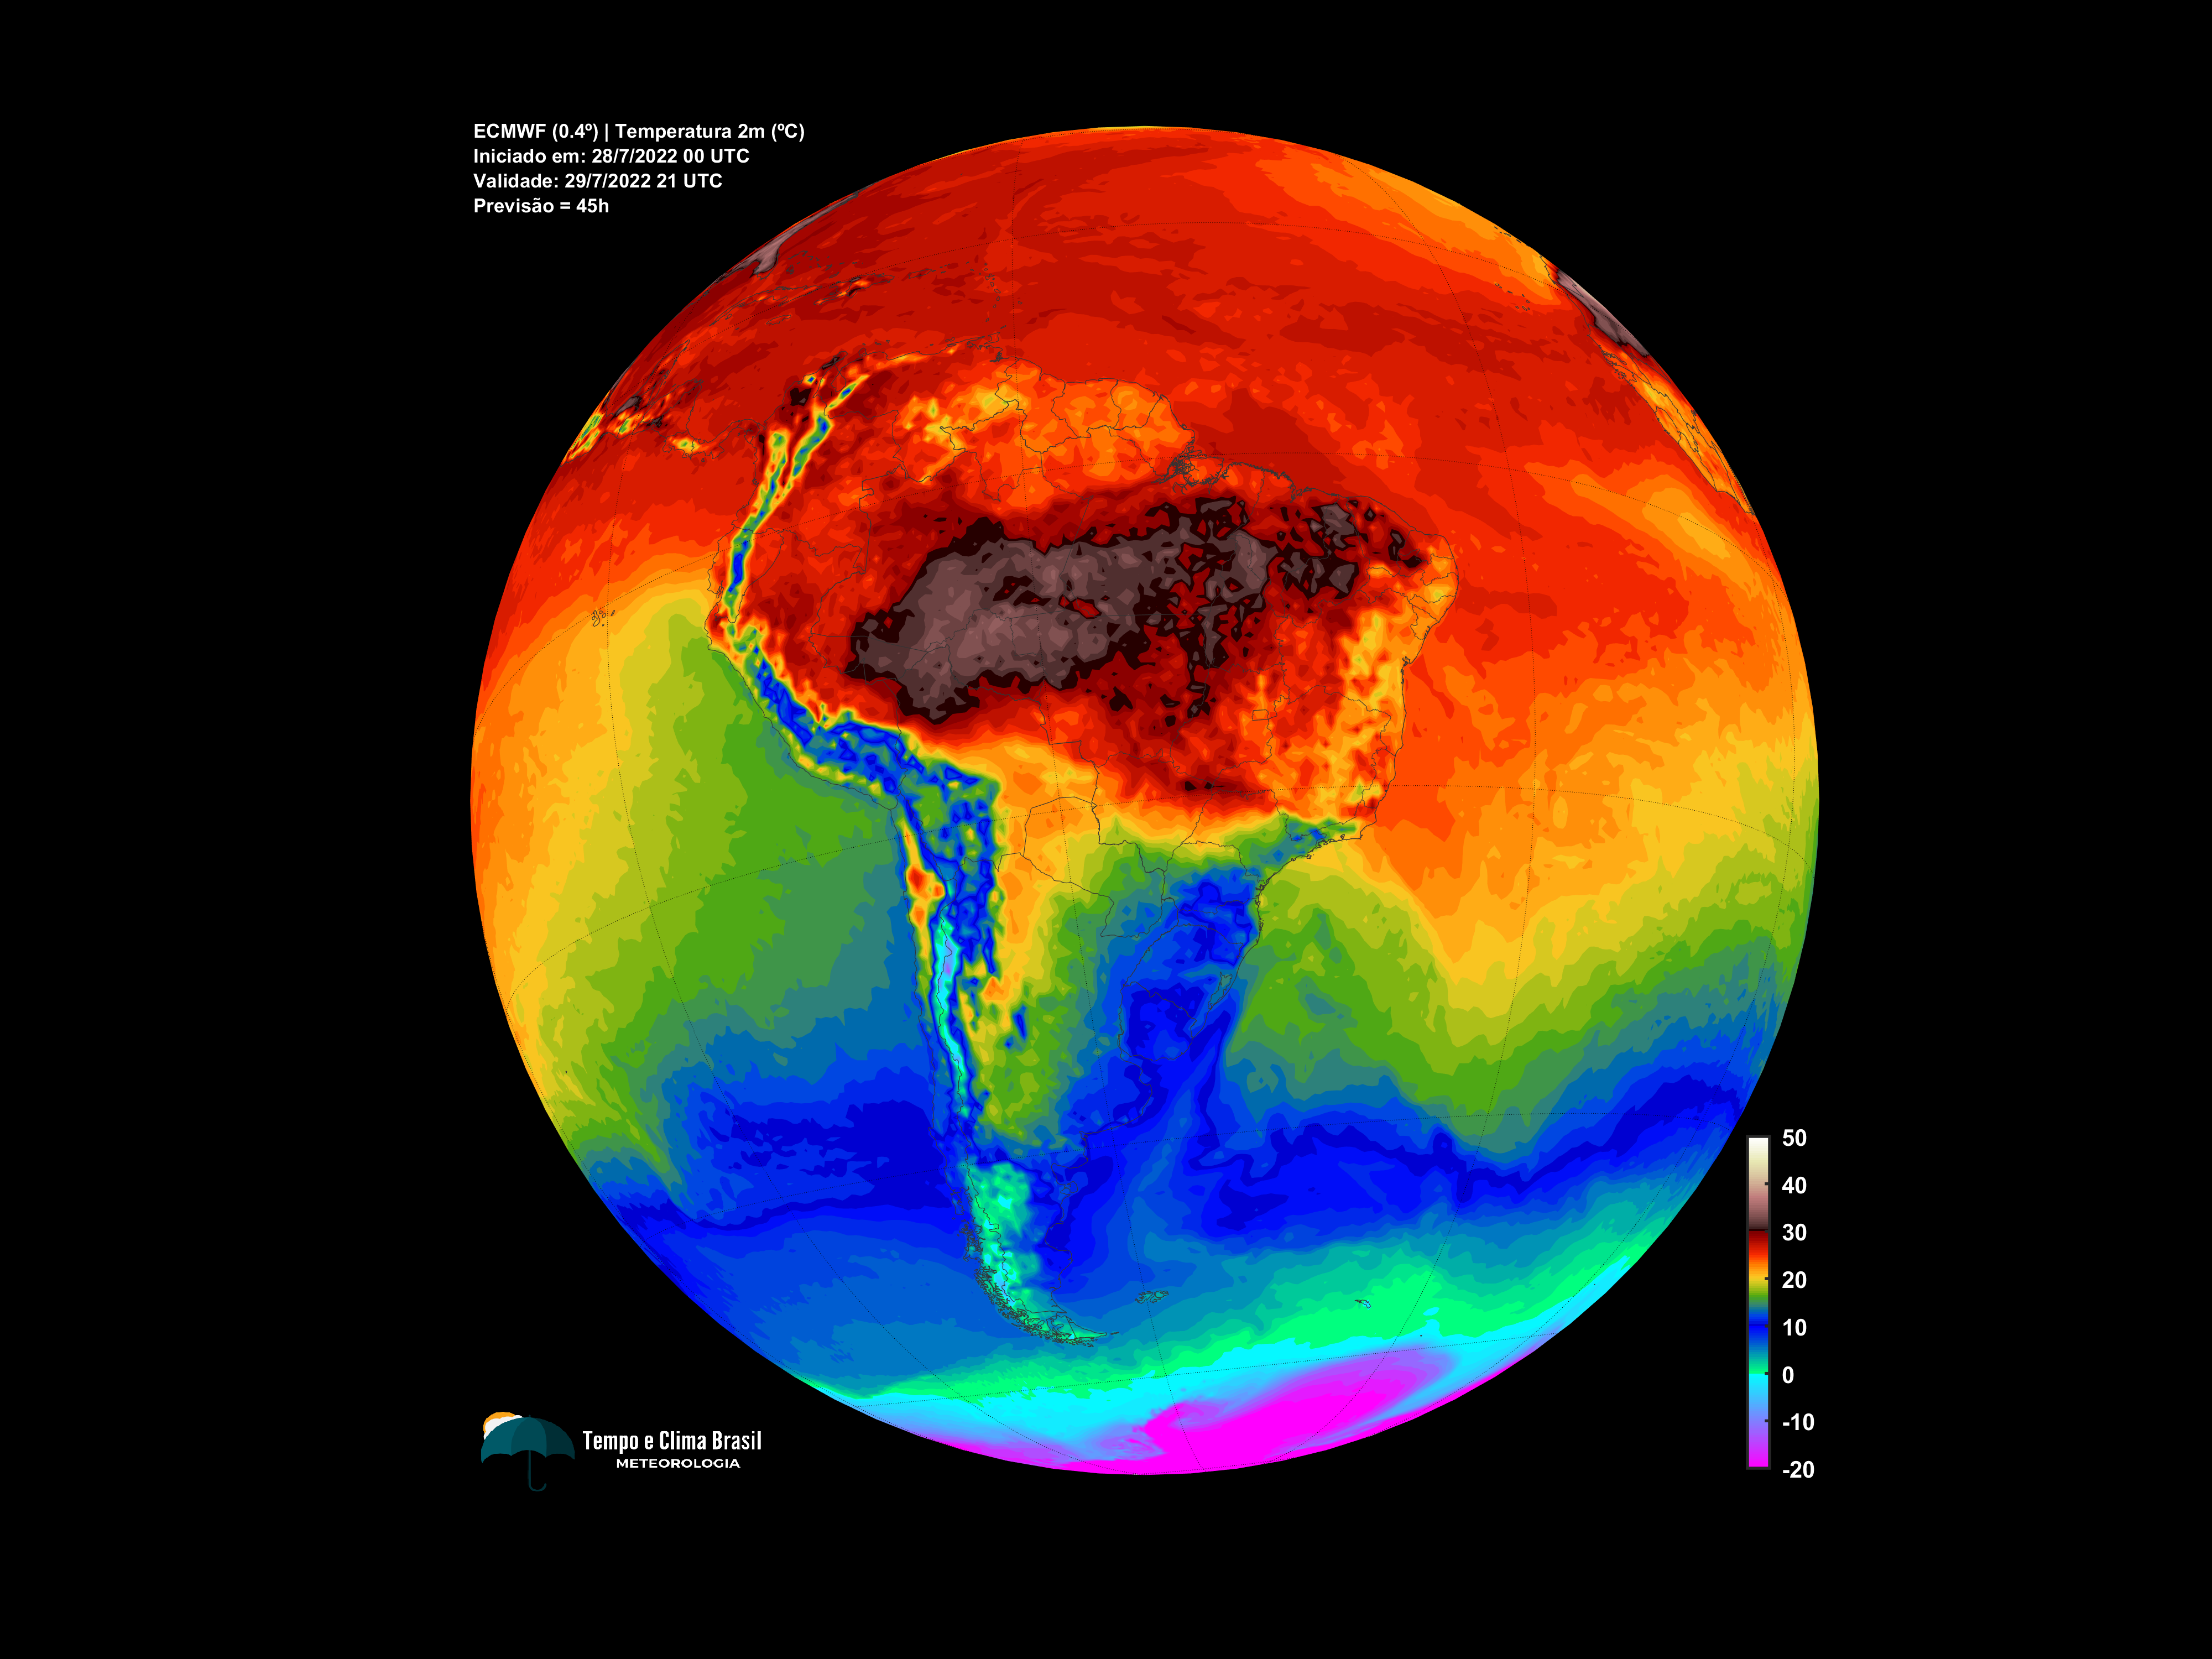 ECMWF (0.4º) | Temperatura 2m (ºC)
Iniciado em: 28/7/2022 00 UTC
Validade: 29/7/2022 21 UTC
Previsão = 45h
50
40
30
20
10
0
-10
-20
Tempo e Clima Brasil
METEOROLOGIA